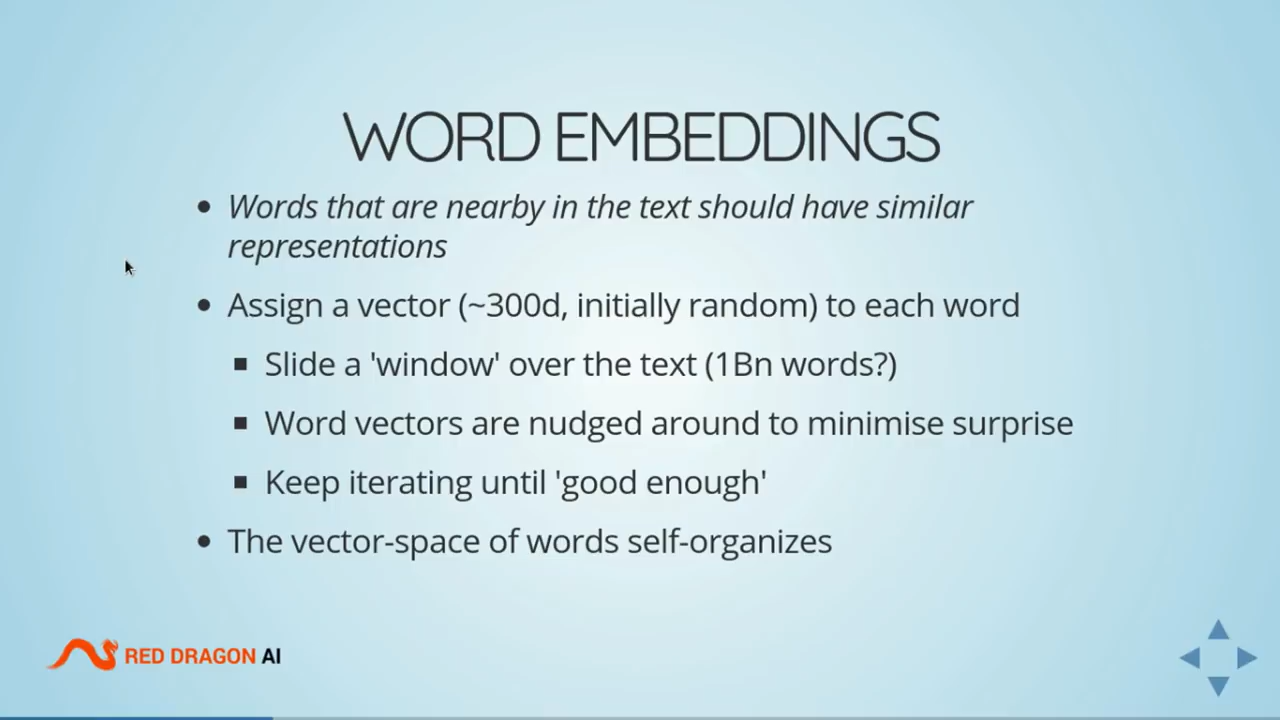 WORD EMBEDDINGS
• Words that are nearby in the text should have similar
representations
• Assign a vector (~300d, initially random) to each word
▪ Slide a 'window' over the text (1Bn words?)
▪ Word vectors are nudged around to minimise surprise
▪ Keep iterating until 'good enough'
• The vector-space of words self-organizes
RED DRAGON AI